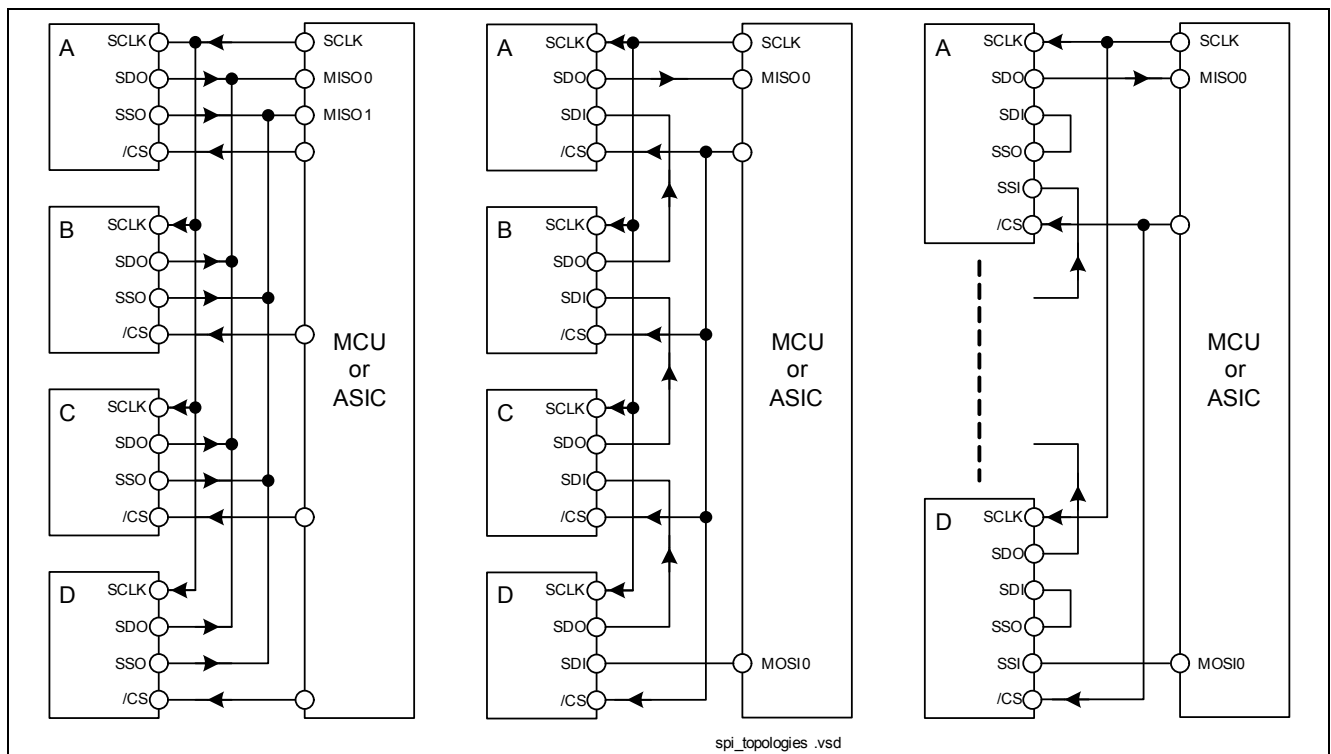 A
SCLK
SDO
SSO
/CS
B
SCLK
SDO
SSO
/CS
C
SCLK
SDO
SSO
/CS
D
SCLK
SDO
SSO
/CS
SCLK
MISO0
MISO1
MCU
or
ASIC
A
SCLK
SDO
SDI
/CS
B
SCLK
SDO
SDI
/CS
C
SCLK
SDO
SDI
/CS
D
SCLK
SDO
SDI
/CS
SCLK
MISO0
MCU
or
ASIC
MOSI0
A
SCLK
SDO
SDI
SSO
SSI
/CS
D
SCLK
SDO
SDI
SSO
SSI
/CS
SCLK
MISO0
MCU
or
ASIC
MOSI0
spi_topologies .vsd